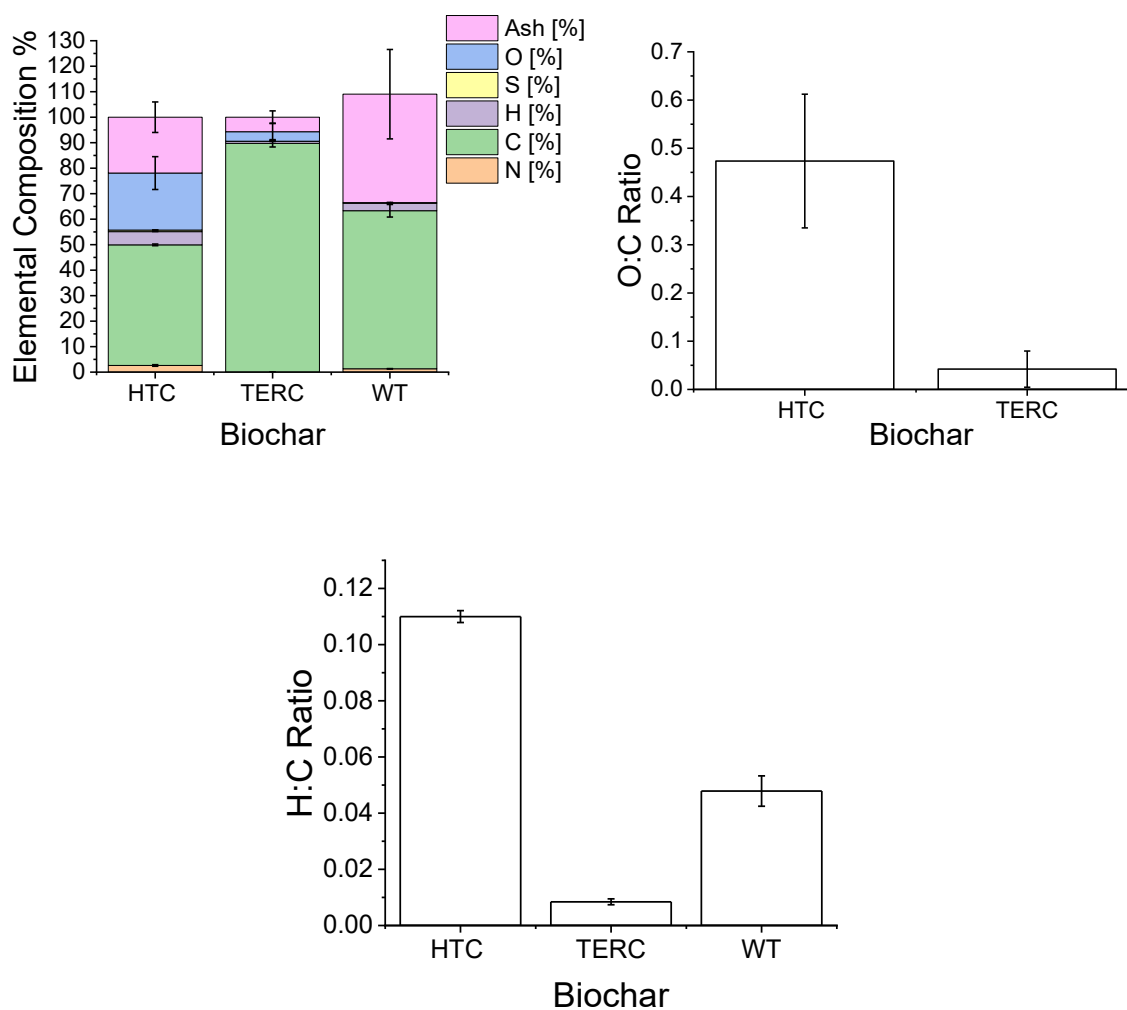 Elemental Composition %
130
120
110
100
90
80
70
60
50
40
30
20
10
0
HTC TERC WT
Biochar
Ash [%]
O [%]
S [%]
H [%]
C [%]
N [%]
O:C Ratio
0.7
0.6
0.5
0.4
0.3
0.2
0.1
0.0
HTC TERC
Biochar
H:C Ratio
0.12
0.10
0.08
0.06
0.04
0.02
0.00
HTC TERC WT
Biochar